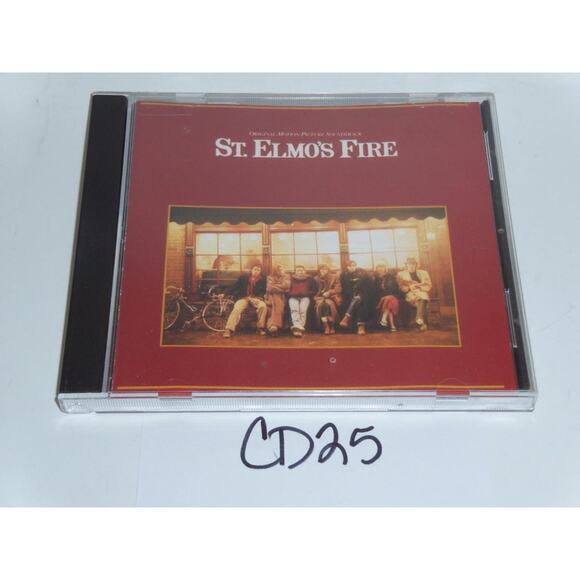 ORIGINAL MOTION PICTURE SOUNDTRACK
ST. ELMO'S FIRE
CD25